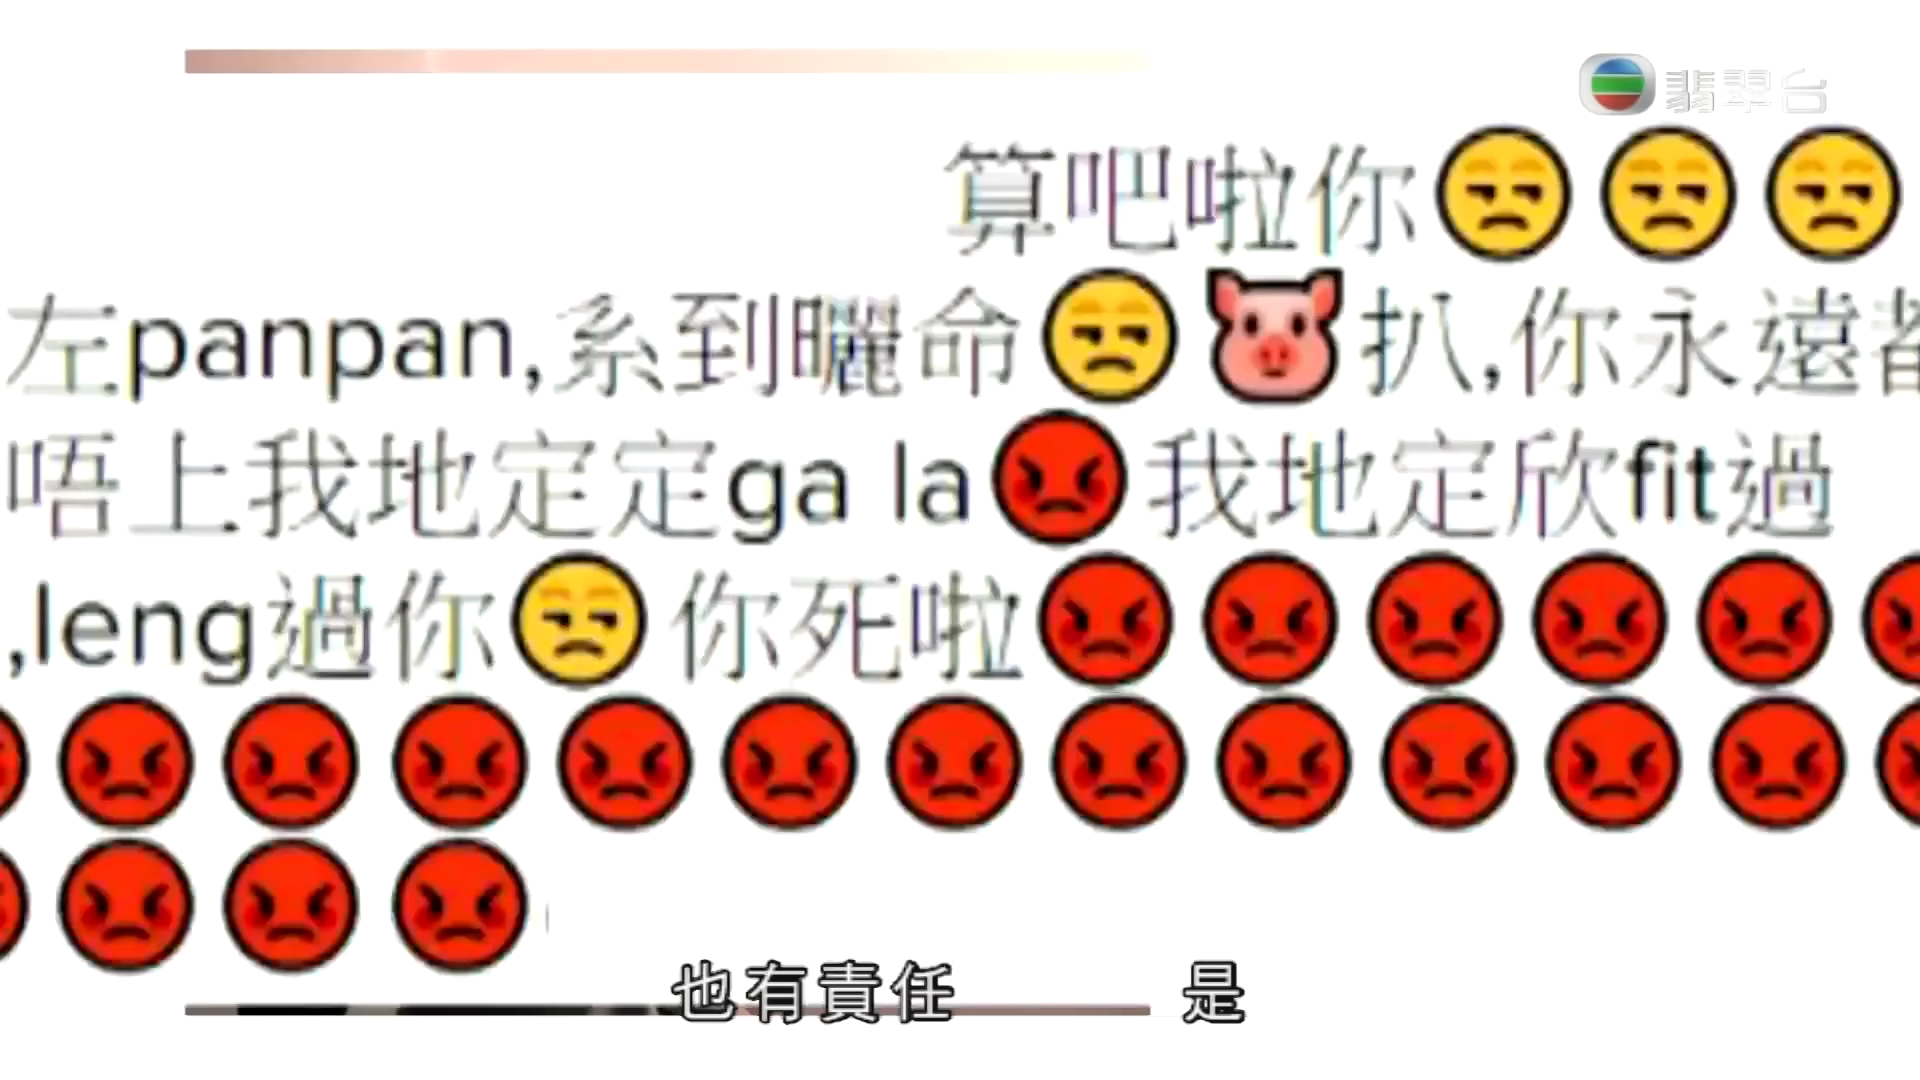 翡翠台
算吧啦你😒😒😒
左panpan,系到曬命😒🐷扒,你永遠都
唔上我地定定ga la😡我地定欣fit過
,leng過你😒你死啦😡😡😡😡😡😡
😡😡😡😡😡😡😡😡😡😡😡😡😡
😡😡😡😡
也有責任 是